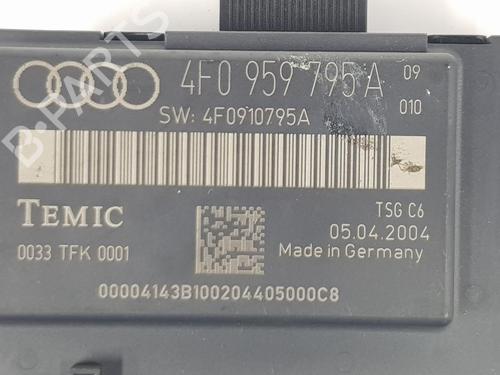 4F0 959 795 A 09
010
SW: 4F0910795A
TEMIC
TSG C6
05.04.2004
0033 TFK 0001
Made in Germany
00004143B100204405000C8
B-PARTS